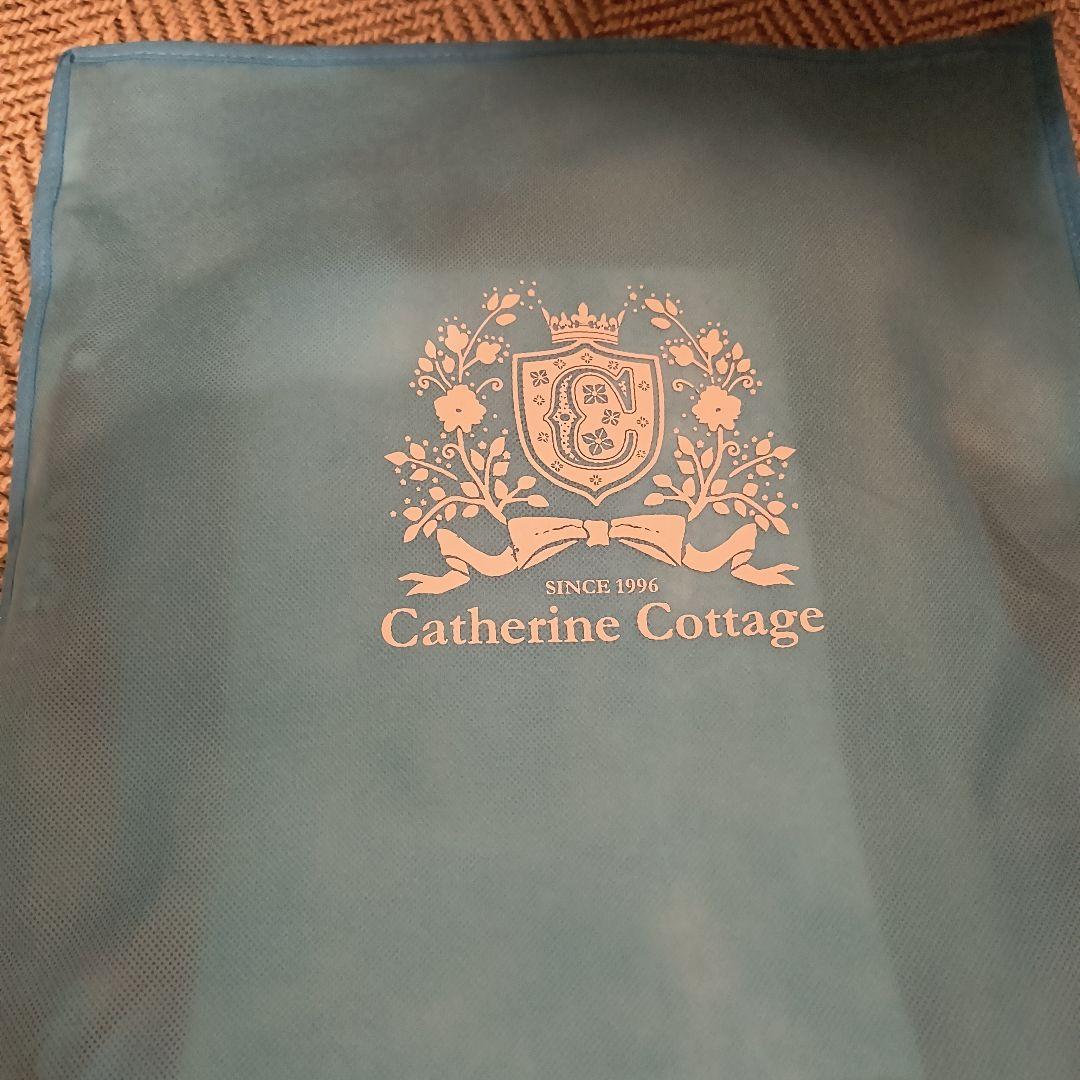 C
SINCE 1996
Catherine Cottage